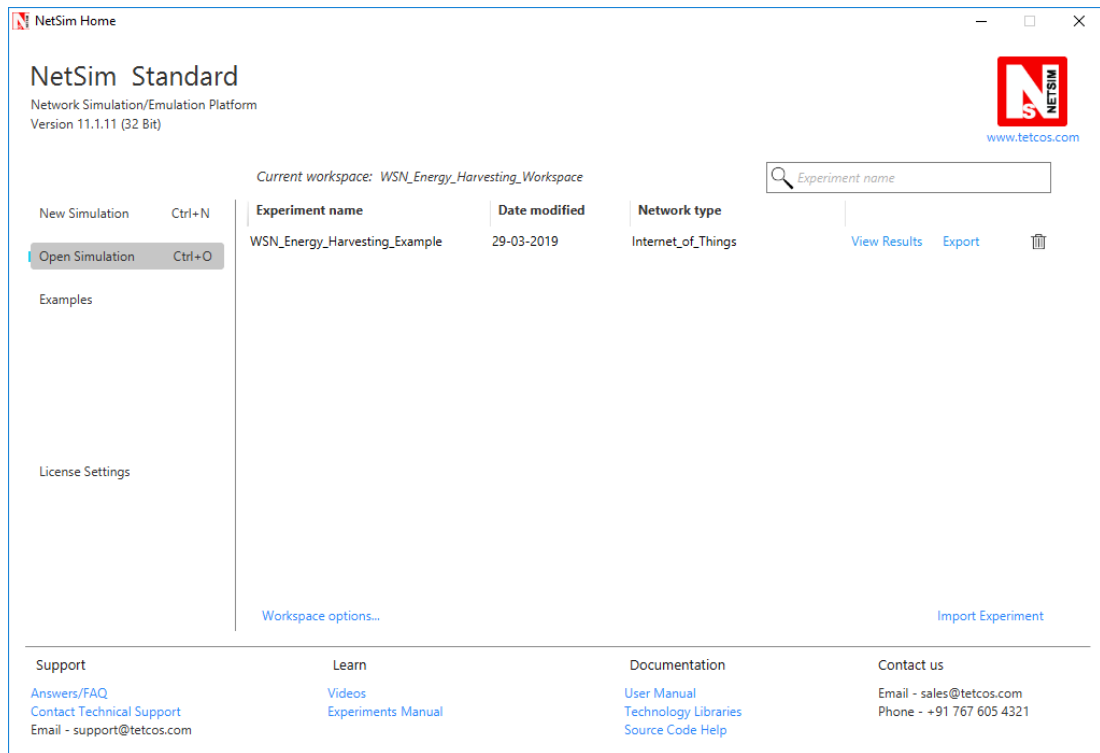 NetSim Home
NetSim Standard
Network Simulation/Emulation Platform
Version 11.1.11 (32 Bit)
NS NETSIM
www.tetcos.com
Current workspace: WSN_Energy_Harvesting_Workspace
Experiment name
New Simulation Ctrl+N
Open Simulation Ctrl+O
Examples
License Settings
Experiment name Date modified Network type
WSN_Energy_Harvesting_Example 29-03-2019 Internet_of_Things View Results Export
Workspace options... Import Experiment
Support
Answers/FAQ
Contact Technical Support
Email - support@tetcos.com
Learn
Videos
Experiments Manual
Documentation
User Manual
Technology Libraries
Source Code Help
Contact us
Email - sales@tetcos.com
Phone - +91 767 605 4321